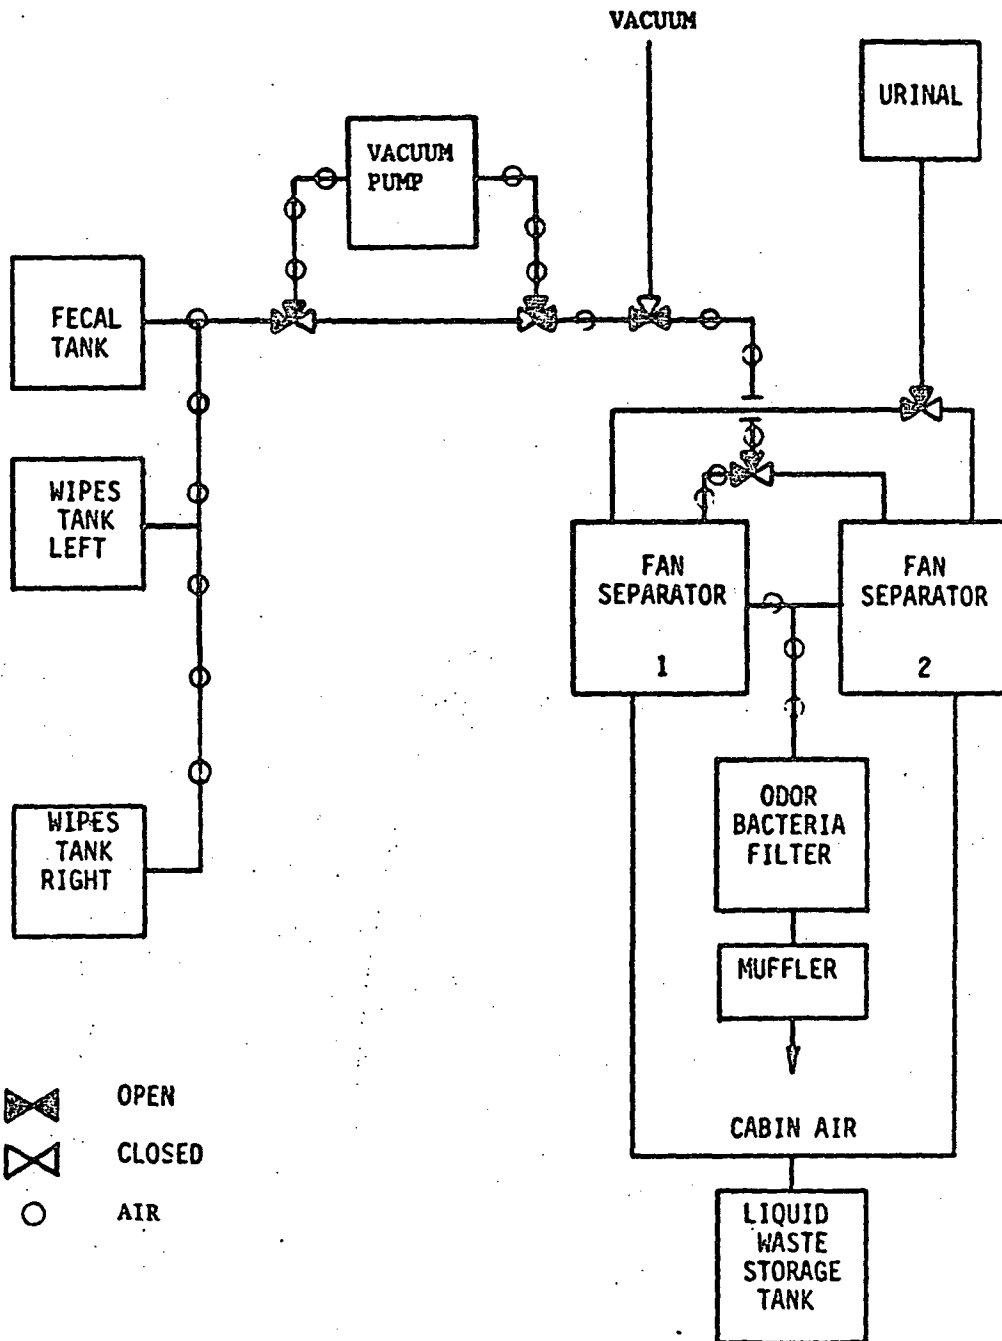 VACUUM
URINAL
VACUUM
PUMP
FECAL
TANK
WIPES
TANK
LEFT
FAN
SEPARATOR
1
FAN
SEPARATOR
2
WIPES
TANK
RIGHT
ODOR
BACTERIA
FILTER
MUFFLER
OPEN
CLOSED
AIR
CABIN AIR
LIQUID
WASTE
STORAGE
TANK